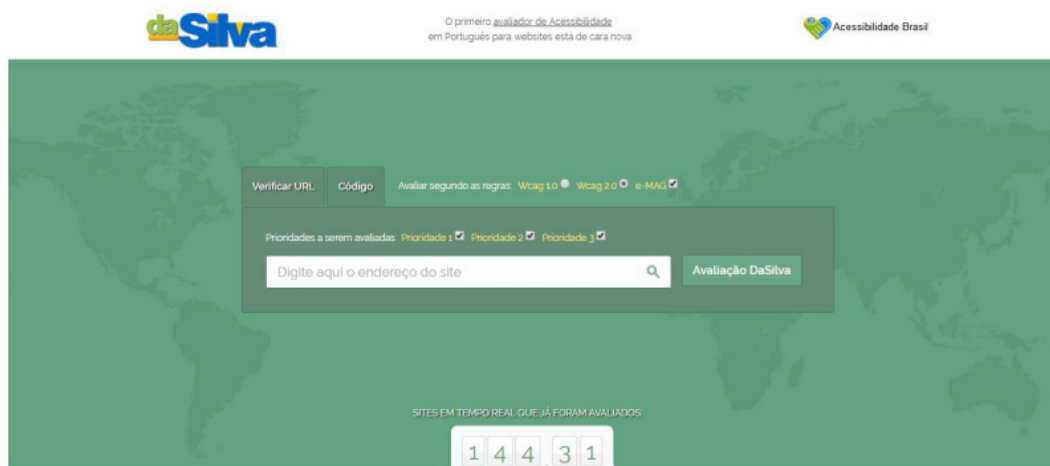 daSilva
O primeiro avaliador de Acessibilidade
em Português para websites está de cara nova
Acessibilidade Brasil
Verificar URL
Código
Avaliar segundo as regras: Wcag 1.0 Wcag 2.0 e-MAG
Prioridades a serem avaliadas Prioridade 1 Prioridade 2 Prioridade 3
Digite aqui o endereço do site
Avaliação DaSilva
SITES EM TEMPO REAL QUE JÁ FORAM AVALIADOS
1 4 4 3 1